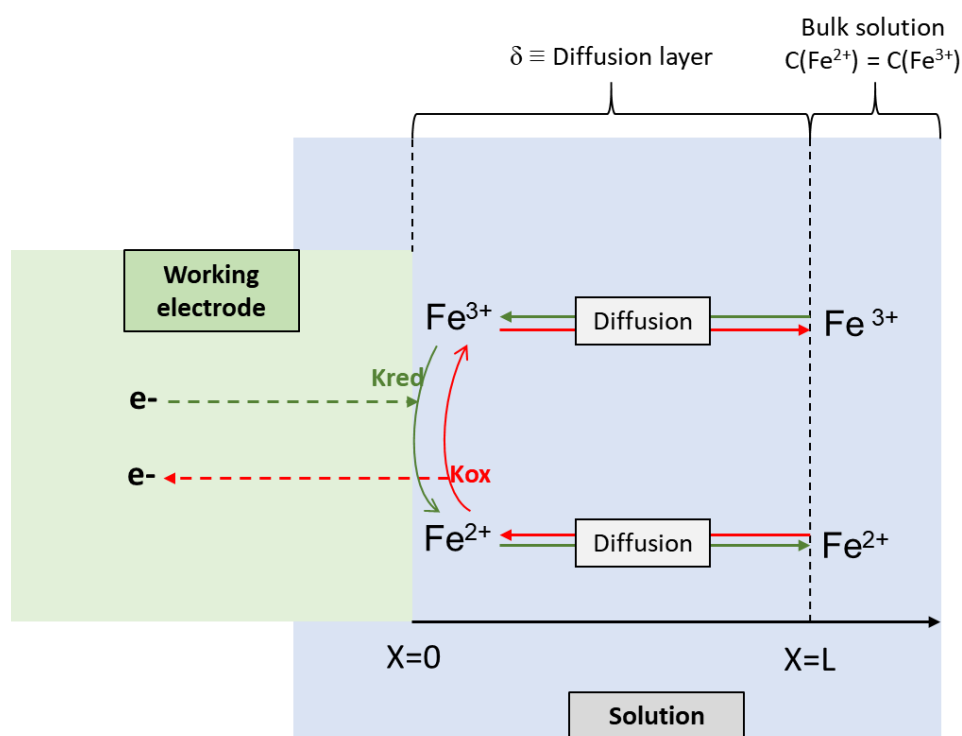 Bulk solution
δ ≡ Diffusion layer
C(Fe²⁺) = C(Fe³⁺)
Working
electrode
Fe³⁺
Diffusion
Fe ³⁺
Kred
e-
e-
Kox
Fe²⁺
Diffusion
Fe²⁺
X=0
X=L
Solution